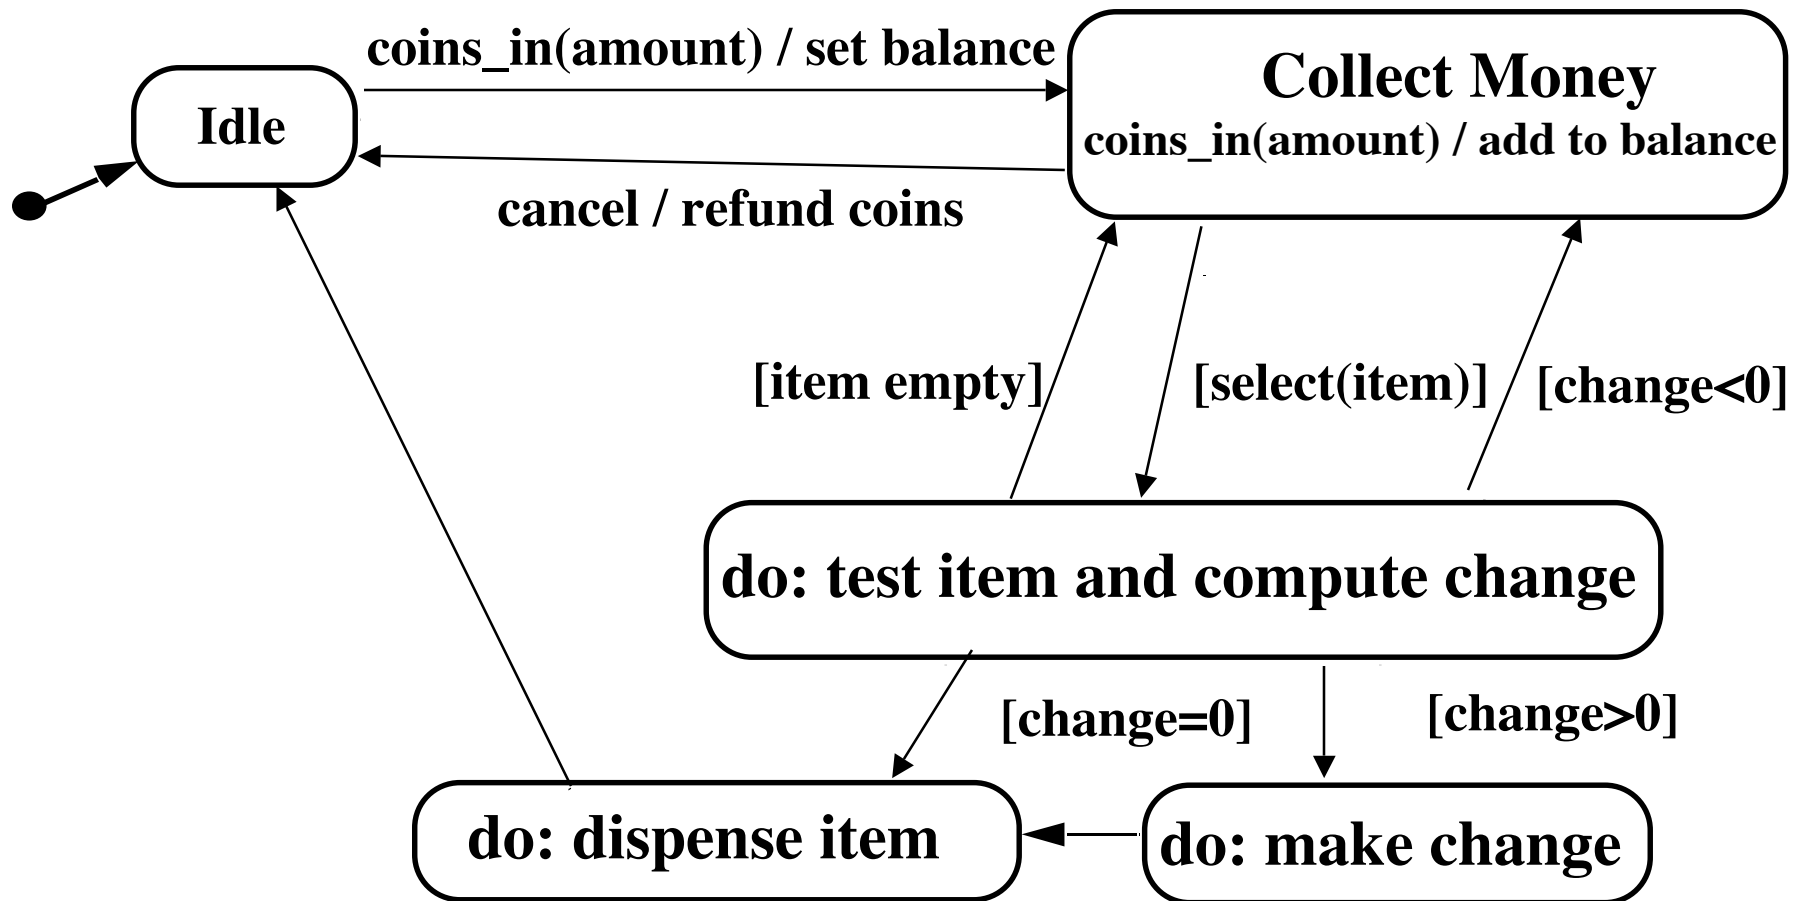 coins_in(amount) / set balance
Idle
Collect Money
coins_in(amount) / add to balance
cancel / refund coins
[item empty]
[select(item)]
[change<0]
do: test item and compute change
[change=0]
[change>0]
do: dispense item
do: make change